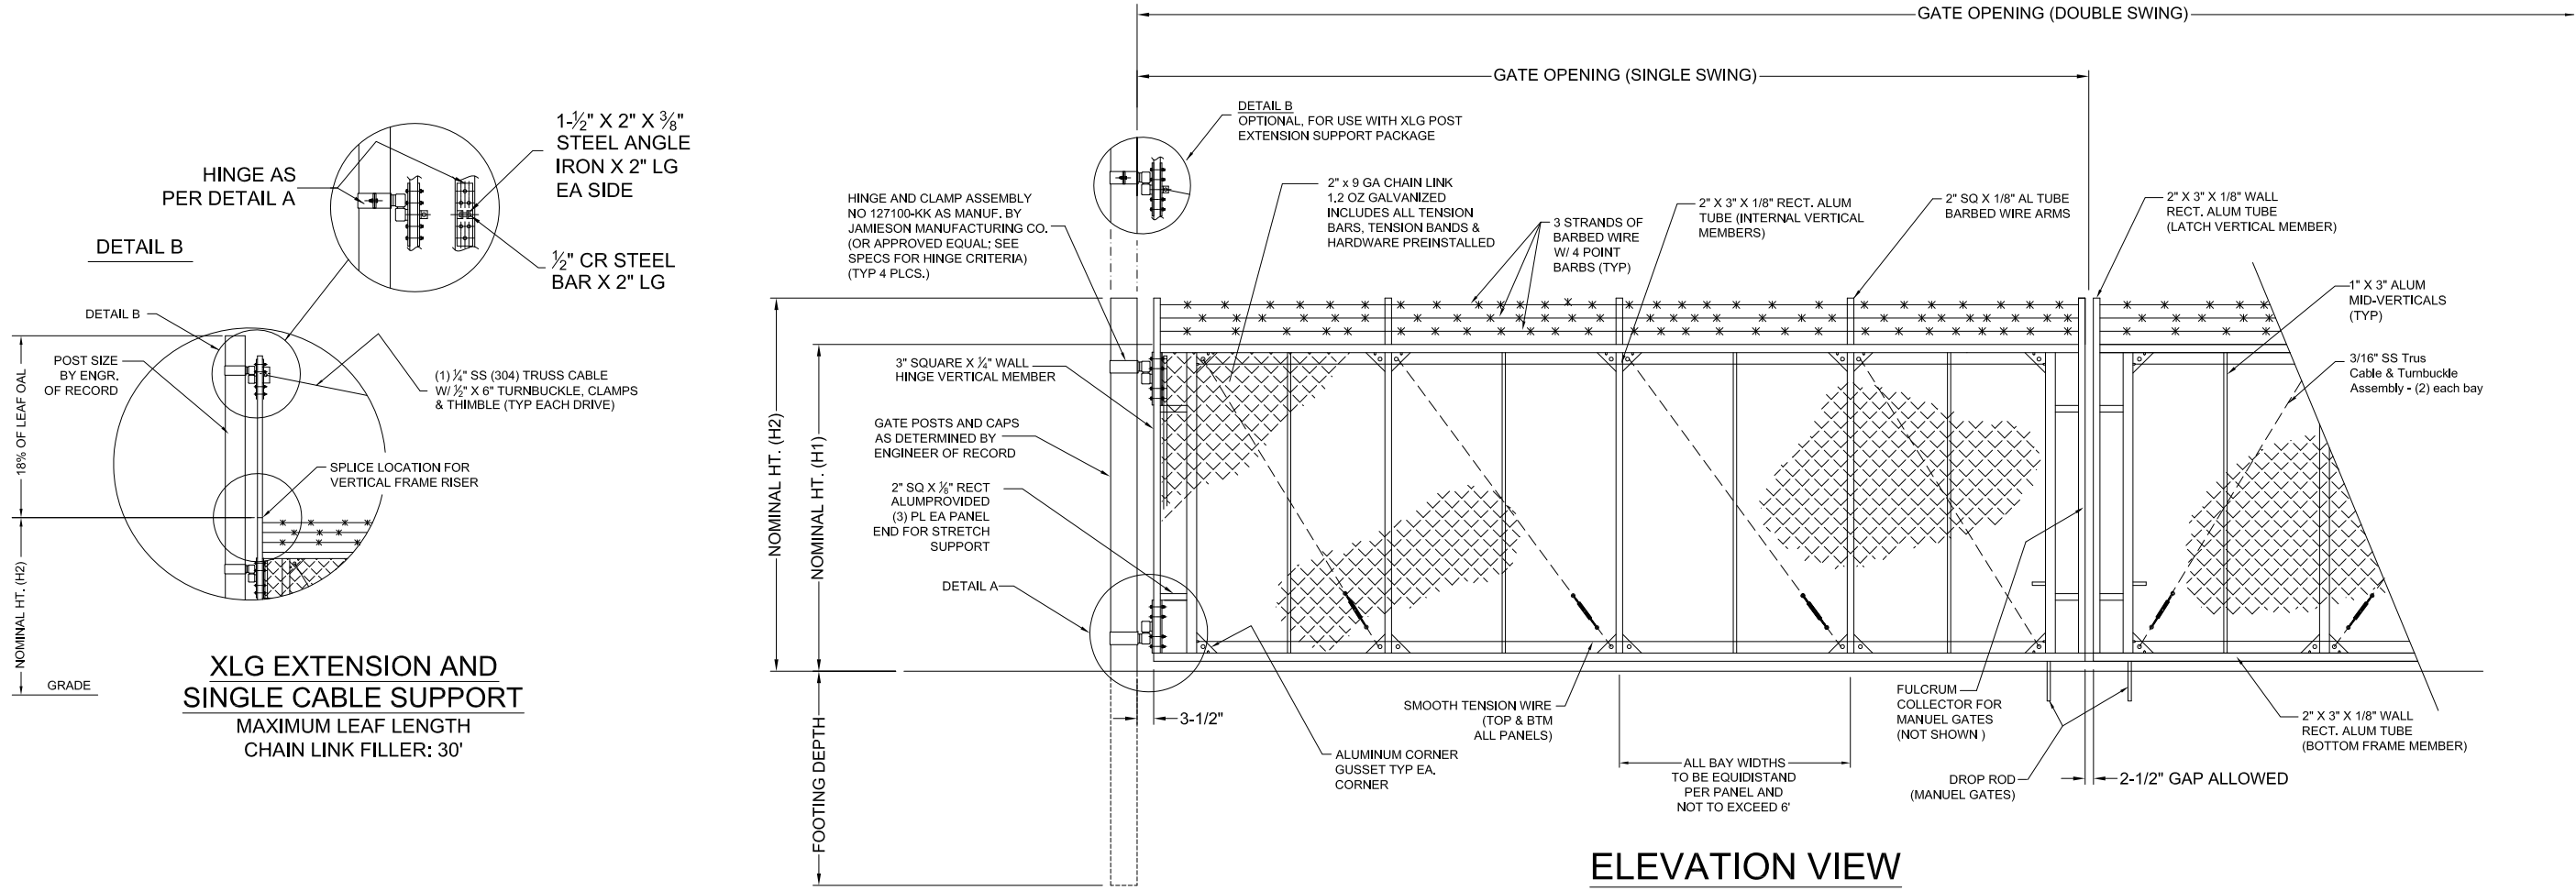 GATE OPENING (DOUBLE SWING)
GATE OPENING (SINGLE SWING)
1-½" X 2" X ⅜"
STEEL ANGLE
IRON X 2" LG
EA SIDE
HINGE AS
PER DETAIL A
DETAIL B
½" CR STEEL
BAR X 2" LG
DETAIL B
POST SIZE
BY ENGR.
OF RECORD
(1) ¼" SS (304) TRUSS CABLE
W/ ½" X 6" TURNBUCKLE, CLAMPS
& THIMBLE (TYP EACH DRIVE)
18% OF LEAF OAL
SPLICE LOCATION FOR
VERTICAL FRAME RISER
NOMINAL HT. (H2)
GRADE
XLG EXTENSION AND
SINGLE CABLE SUPPORT
MAXIMUM LEAF LENGTH
CHAIN LINK FILLER: 30'
DETAIL B
OPTIONAL, FOR USE WITH XLG POST
EXTENSION SUPPORT PACKAGE
HINGE AND CLAMP ASSEMBLY
NO 127100-KK AS MANUF. BY
JAMIESON MANUFACTURING CO.
(OR APPROVED EQUAL; SEE
SPECS FOR HINGE CRITERIA)
(TYP 4 PLCS.)
2" x 9 GA CHAIN LINK
1,2 OZ GALVANIZED
INCLUDES ALL TENSION
BARS, TENSION BANDS &
HARDWARE PREINSTALLED
3 STRANDS OF
BARBED WIRE
W/ 4 POINT
BARBS (TYP)
2" X 3" X 1/8" RECT. ALUM
TUBE (INTERNAL VERTICAL
MEMBERS)
2" SQ X 1/8" AL TUBE
BARBED WIRE ARMS
2" X 3" X 1/8" WALL
RECT. ALUM TUBE
(LATCH VERTICAL MEMBER)
1" X 3" ALUM
MID-VERTICALS
(TYP)
3/16" SS Trus
Cable & Turnbuckle
Assembly - (2) each bay
3" SQUARE X ¼" WALL
HINGE VERTICAL MEMBER
GATE POSTS AND CAPS
AS DETERMINED BY
ENGINEER OF RECORD
2" SQ X ⅛" RECT
ALUMPROVIDED
(3) PL EA PANEL
END FOR STRETCH
SUPPORT
DETAIL A
NOMINAL HT. (H2)
NOMINAL HT. (H1)
FOOTING DEPTH
3-1/2"
SMOOTH TENSION WIRE
(TOP & BTM
ALL PANELS)
ALUMINUM CORNER
GUSSET TYP EA.
CORNER
ALL BAY WIDTHS
TO BE EQUIDISTAND
PER PANEL AND
NOT TO EXCEED 6'
FULCRUM
COLLECTOR FOR
MANUEL GATES
(NOT SHOWN )
DROP ROD
(MANUEL GATES)
2" X 3" X 1/8" WALL
RECT. ALUM TUBE
(BOTTOM FRAME MEMBER)
2-1/2" GAP ALLOWED
ELEVATION VIEW